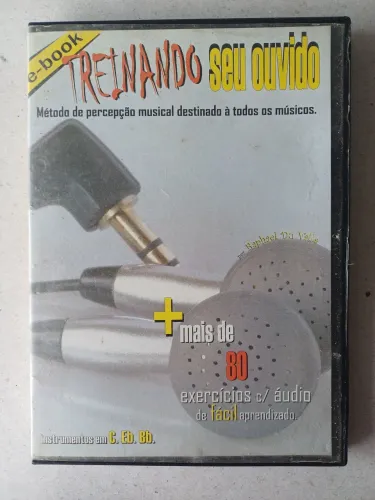 e-book
TREINANDO seu ouvido
Método de percepção musical destinado à todos os músicos.
Raphael
+ mais de
80
exercícios c/ áudio
de fácil aprendizado.
Instrumentos em C. Eb. Bb.